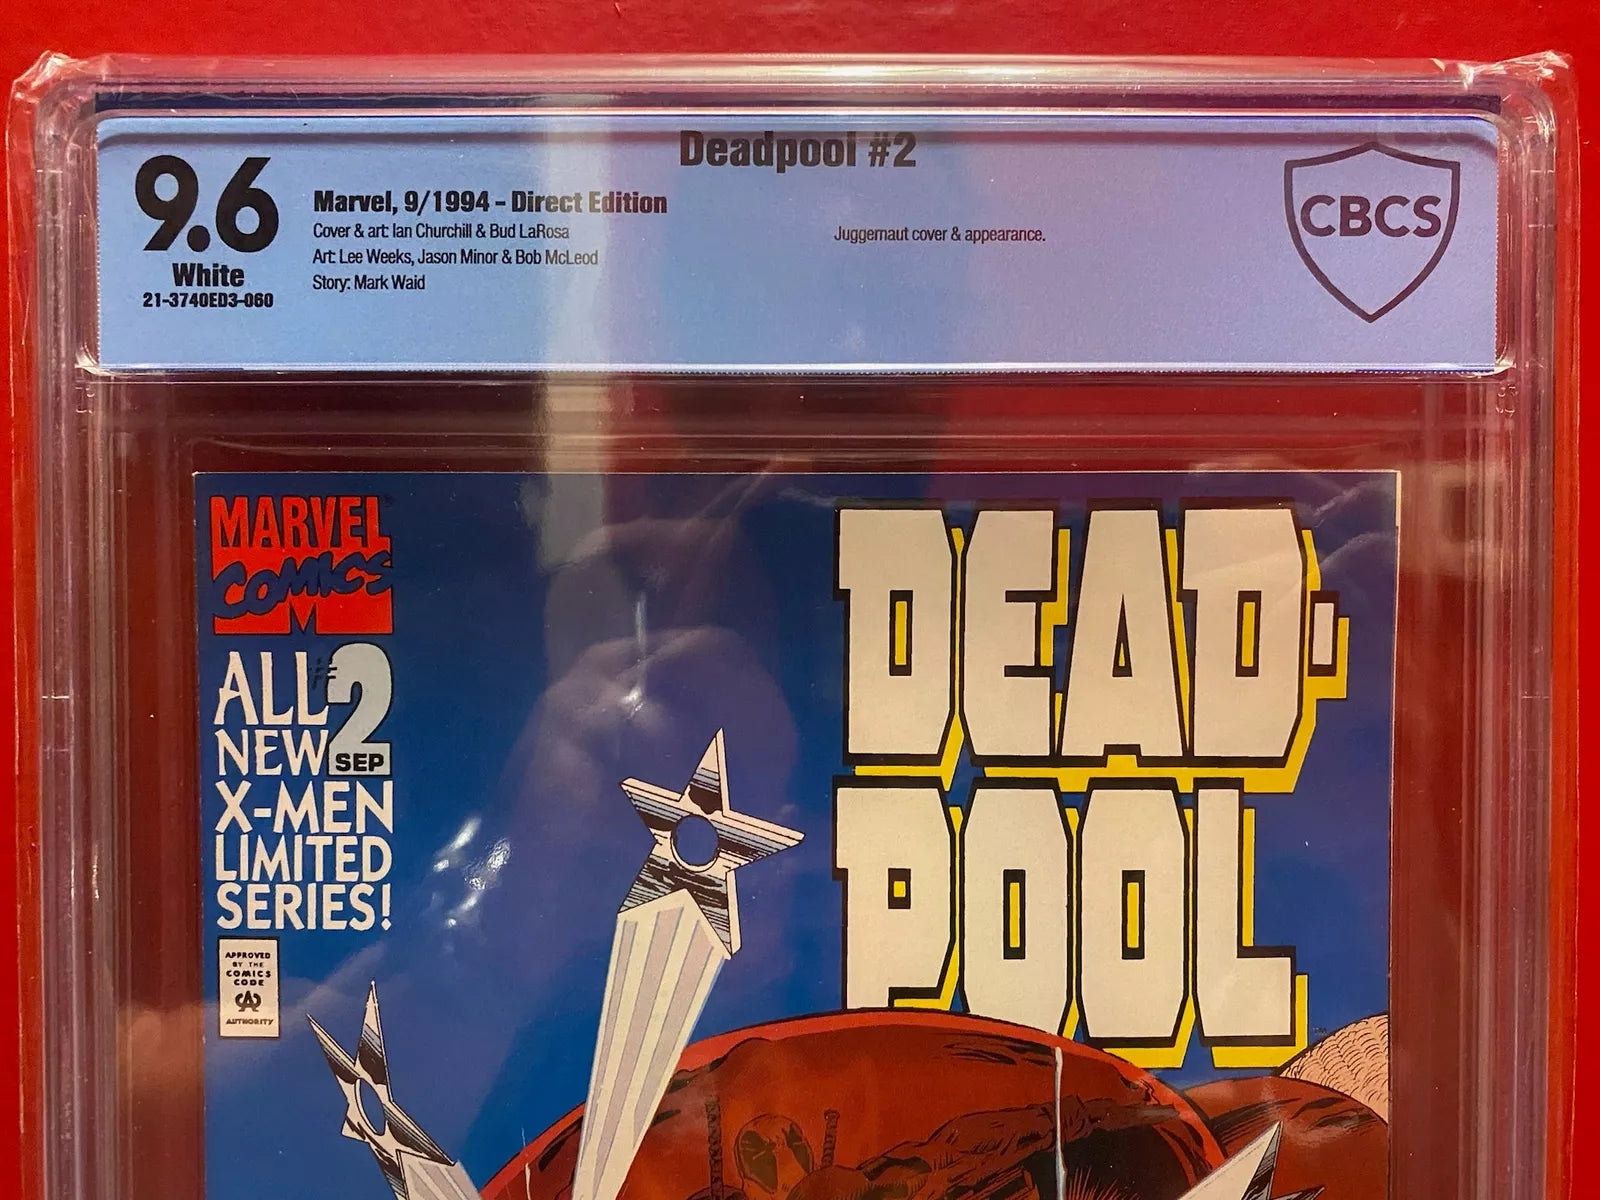 Deadpool #2
9.6
White
21-3740ED3-060
Marvel, 9/1994 - Direct Edition
Cover & art: Ian Churchill & Bud LaRosa
Art: Lee Weeks, Jason Minor & Bob McLeod
Story: Mark Waid
Juggernaut cover & appearance.
CBCS
MARVEL
COMICS
M
#2
SEP
ALL
NEW
X-MEN
LIMITED
SERIES!
APPROVED
BY THE
COMICS
CODE
CA
AUTHORITY
DEAD-
POOL
TM